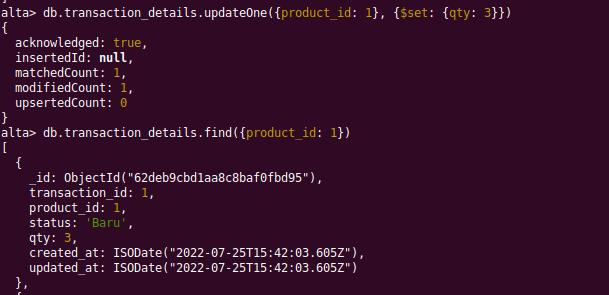 alta> db.transaction_details.updateOne({product_id: 1}, {$set: {qty: 3}})
{
  acknowledged: true,
  insertedId: null,
  matchedCount: 1,
  modifiedCount: 1,
  upsertedCount: 0
}
alta> db.transaction_details.find({product_id: 1})
[
  {
    _id: ObjectId("62deb9cbd1aa8c8baf0fbd95"),
    transaction_id: 1,
    product_id: 1,
    status: 'Baru',
    qty: 3,
    created_at: ISODate("2022-07-25T15:42:03.605Z"),
    updated_at: ISODate("2022-07-25T15:42:03.605Z")
  },